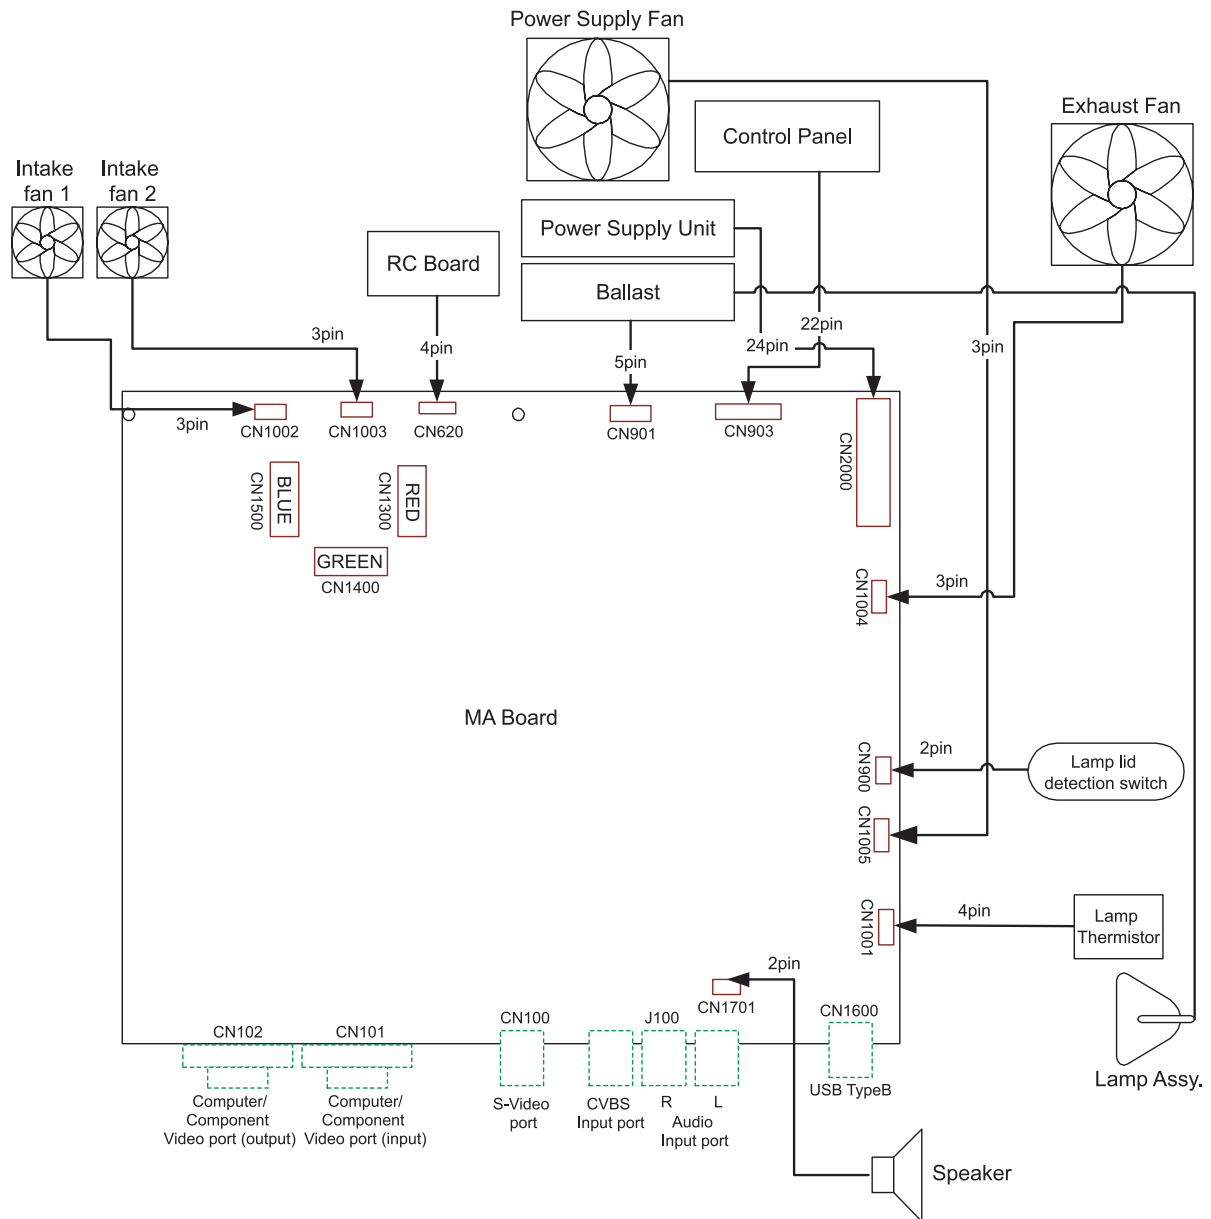 Power Supply Fan
Exhaust Fan
Control Panel
Intake
fan 1
Intake
fan 2
Power Supply Unit
RC Board
Ballast
3pin
4pin
5pin
22pin
24pin
3pin
3pin
CN1002
CN1003
CN620
CN901
CN903
CN2000
CN1500
BLUE
CN1300
RED
GREEN
CN1400
CN1004
3pin
MA Board
CN900
2pin
Lamp lid
detection switch
CN1005
CN1001
4pin
Lamp
Thermistor
2pin
CN1701
CN102
CN101
CN100
J100
CN1600
Lamp Assy.
USB TypeB
Computer/
Component
Video port (output)
Computer/
Component
Video port (input)
S-Video
port
CVBS
Input port
R
L
Audio
Input port
Speaker